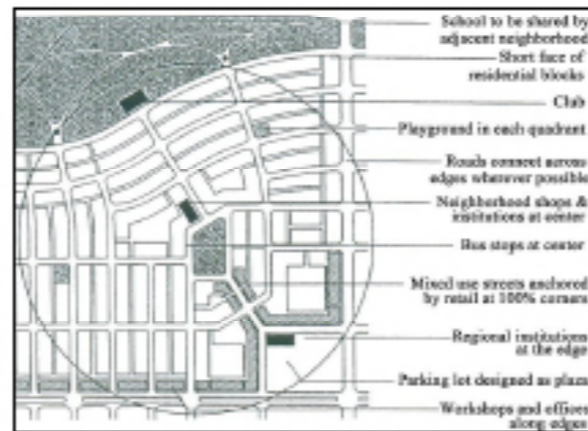 School to be shared by
adjacent neighborhood
Short face of
residential blocks
Club
Playground in each quadrant
Roads connect across
edges wherever possible
Neighborhood shops &
institutions at center
Bus stops at center
Mixed use streets anchored
by retail at 100% corners
Regional institutions
at the edge
Parking lot designed as plaza
Workshops and offices
along edges